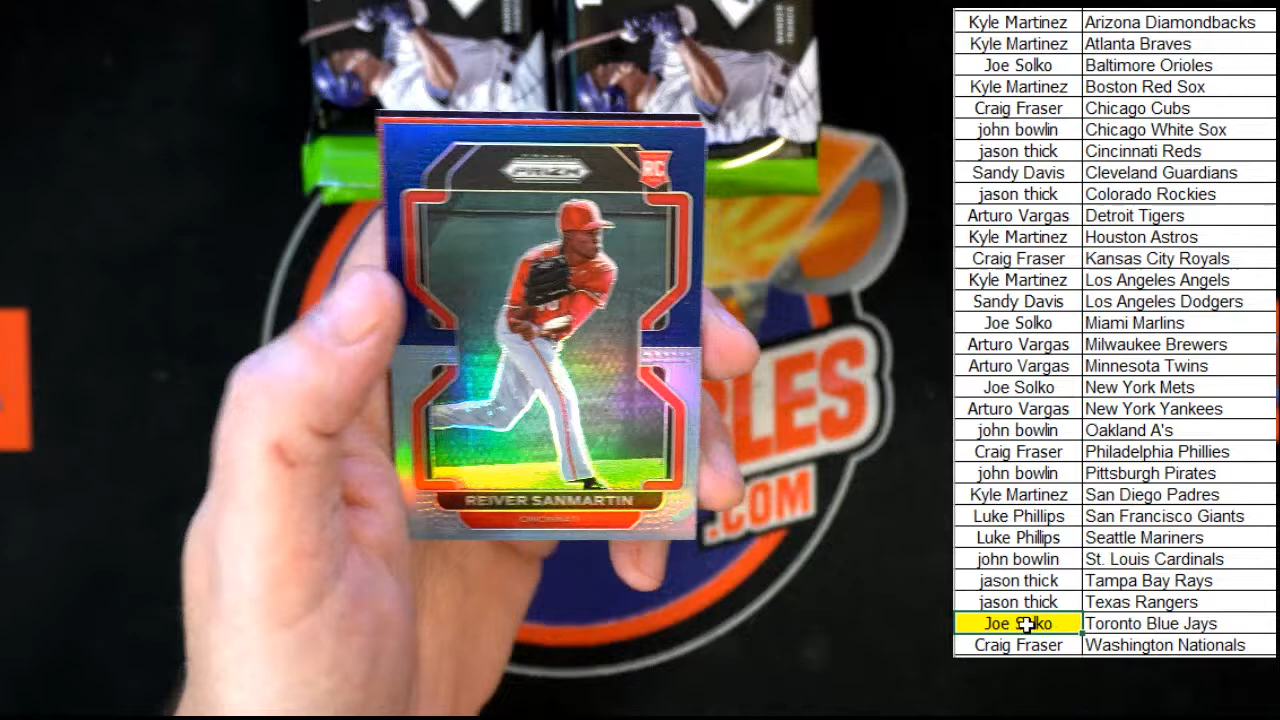 PRIZM
RC
REIVER SANMARTIN
CINCINNATI
.COM
Kyle Martinez Arizona Diamondbacks
Kyle Martinez Atlanta Braves
Joe Solko Baltimore Orioles
Kyle Martinez Boston Red Sox
Craig Fraser Chicago Cubs
john bowlin Chicago White Sox
jason thick Cincinnati Reds
Sandy Davis Cleveland Guardians
jason thick Colorado Rockies
Arturo Vargas Detroit Tigers
Kyle Martinez Houston Astros
Craig Fraser Kansas City Royals
Kyle Martinez Los Angeles Angels
Sandy Davis Los Angeles Dodgers
Joe Solko Miami Marlins
Arturo Vargas Milwaukee Brewers
Arturo Vargas Minnesota Twins
Joe Solko New York Mets
Arturo Vargas New York Yankees
john bowlin Oakland A's
Craig Fraser Philadelphia Phillies
john bowlin Pittsburgh Pirates
Kyle Martinez San Diego Padres
Luke Phillips San Francisco Giants
Luke Phillips Seattle Mariners
john bowlin St. Louis Cardinals
jason thick Tampa Bay Rays
jason thick Texas Rangers
Joe Solko Toronto Blue Jays
Craig Fraser Washington Nationals